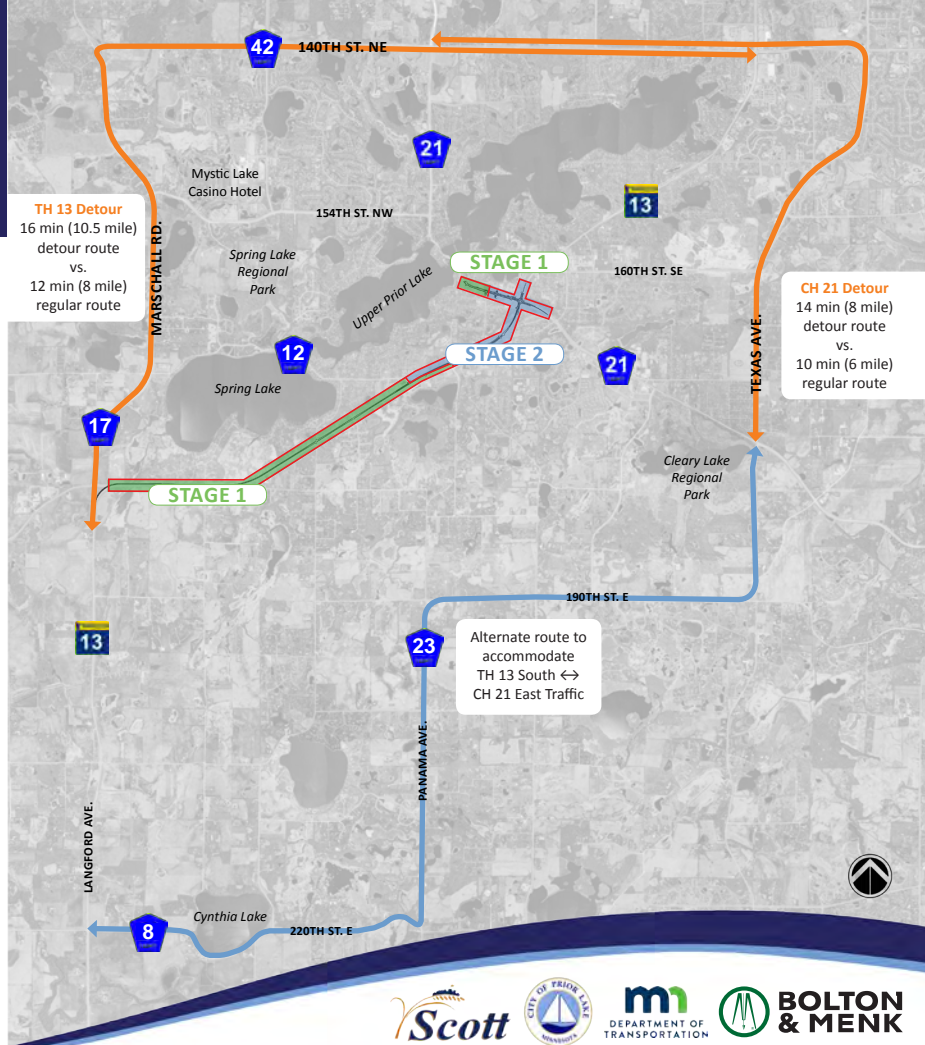 42
140TH ST. NE
21
Mystic Lake
Casino Hotel
13
154TH ST. NW
TH 13 Detour
16 min (10.5 mile)
detour route
vs.
12 min (8 mile)
regular route
MARSCHALL RD.
Spring Lake
Regional
Park
Upper Prior Lake
STAGE 1
160TH ST. SE
CH 21 Detour
14 min (8 mile)
detour route
vs.
10 min (6 mile)
regular route
TEXAS AVE.
12
STAGE 2
21
Spring Lake
17
STAGE 1
Cleary Lake
Regional
Park
190TH ST. E
13
23
Alternate route to
accommodate
TH 13 South ↔
CH 21 East Traffic
PANAMA AVE.
LANGFORD AVE.
Cynthia Lake
8
220TH ST. E
Scott
CITY OF PRIOR LAKE
MINNESOTA
mn
DEPARTMENT OF
TRANSPORTATION
BOLTON
& MENK